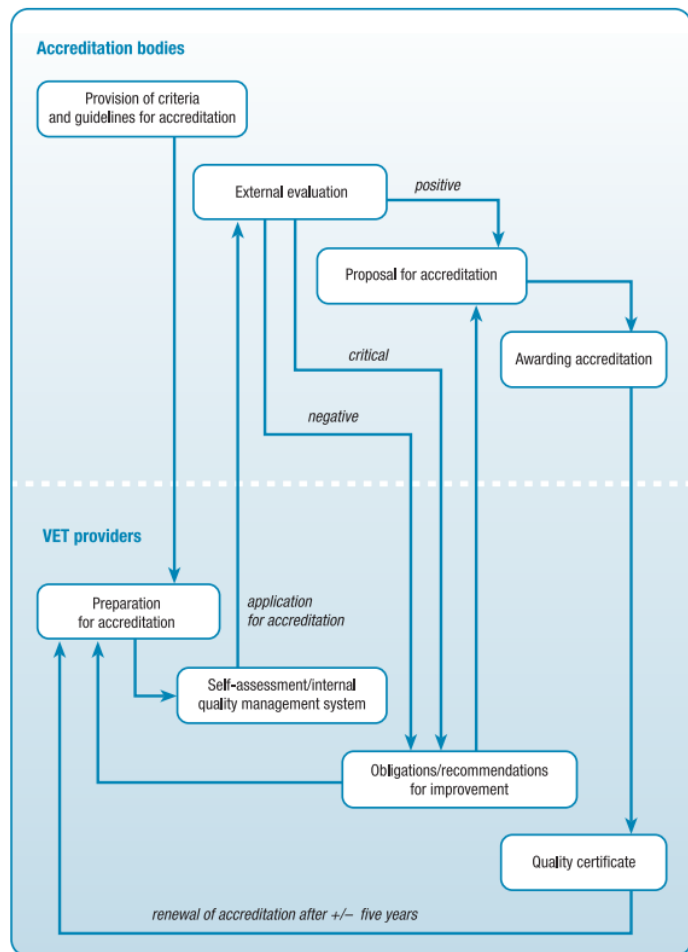 Accreditation bodies
Provision of criteria
and guidelines for accreditation
External evaluation
positive
Proposal for accreditation
critical
Awarding accreditation
negative
VET providers
Preparation
for accreditation
application
for accreditation
Self-assessment/internal
quality management system
Obligations/recommendations
for improvement
Quality certificate
renewal of accreditation after +/– five years